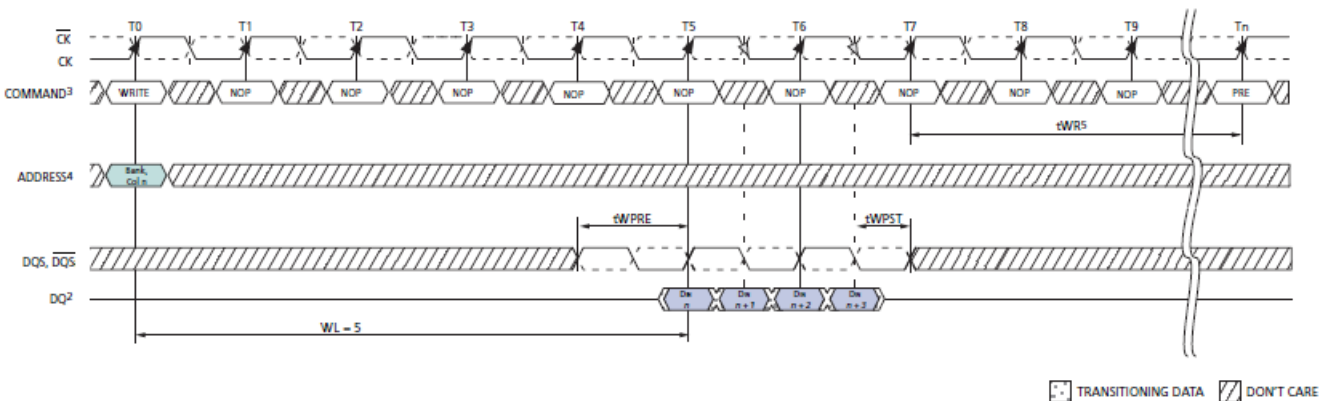 T0 T1 T2 T3 T4 T5 T6 T7 T8 T9 Tn
CK
CK
COMMAND3 WRITE NOP NOP NOP NOP NOP NOP NOP NOP NOP PRE
tWR5
ADDRESS4 Bank,
Col n
tWPRE tWPST
DQS, DQS
DQ2 Din
n Din
n+1 Din
n+2 Din
n+3
WL = 5
TRANSITIONING DATA DON'T CARE